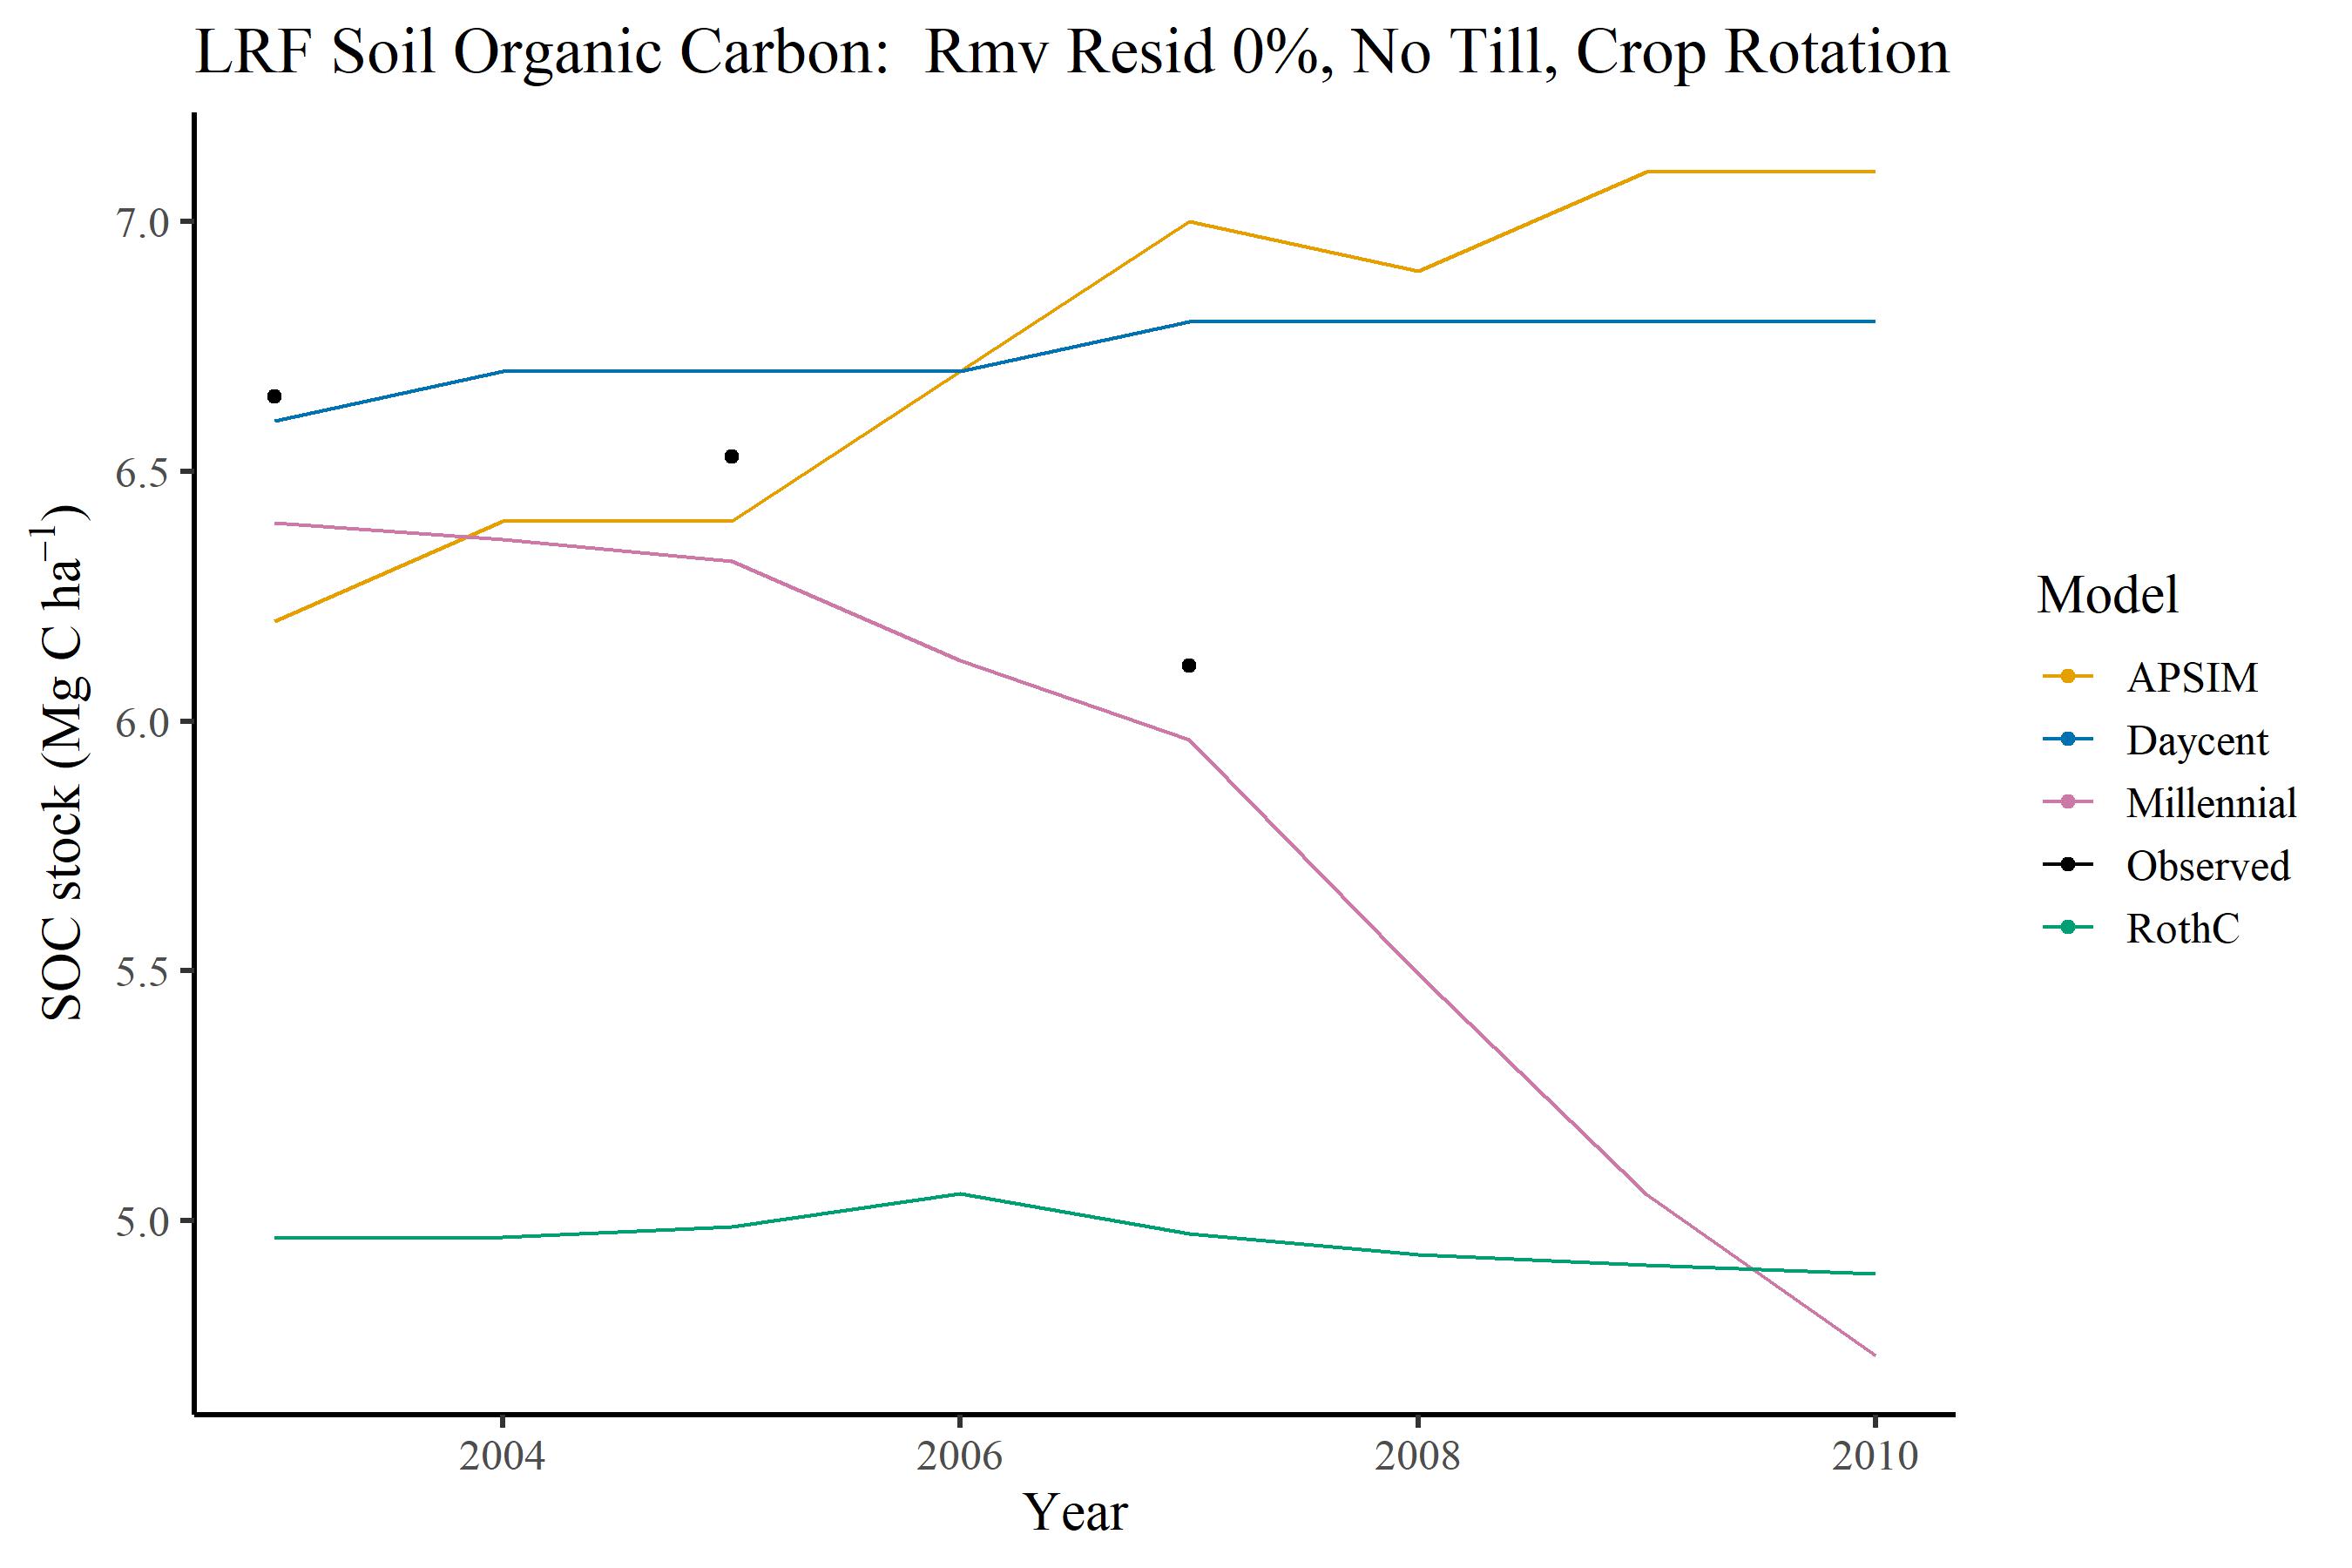 LRF Soil Organic Carbon:  Rmv Resid 0%, No Till, Crop Rotation
SOC stock (Mg C ha⁻¹)
7.0
6.5
6.0
5.5
5.0
2004
2006
2008
2010
Year
Model
APSIM
Daycent
Millennial
Observed
RothC